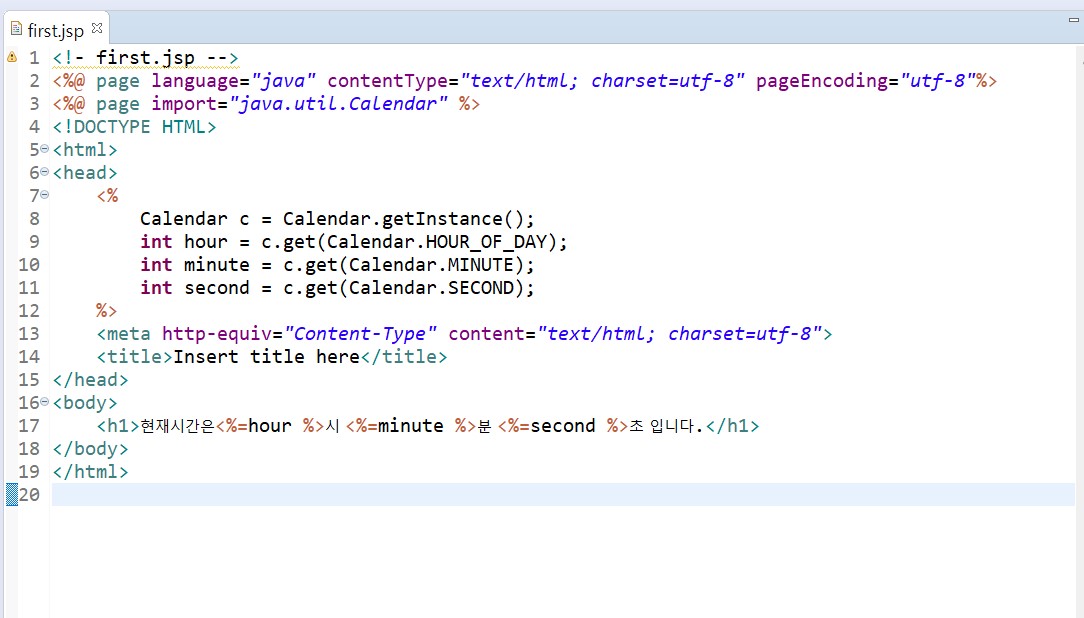 first.jsp
1 <!- first.jsp -->
2 <%@ page language="java" contentType="text/html; charset=utf-8" pageEncoding="utf-8"%>
3 <%@ page import="java.util.Calendar" %>
4 <!DOCTYPE HTML>
5 <html>
6 <head>
7     <%
8         Calendar c = Calendar.getInstance();
9         int hour = c.get(Calendar.HOUR_OF_DAY);
10         int minute = c.get(Calendar.MINUTE);
11         int second = c.get(Calendar.SECOND);
12     %>
13     <meta http-equiv="Content-Type" content="text/html; charset=utf-8">
14     <title>Insert title here</title>
15 </head>
16 <body>
17     <h1>현재시간은<%=hour %>시 <%=minute %>분 <%=second %>초 입니다.</h1>
18 </body>
19 </html>
20